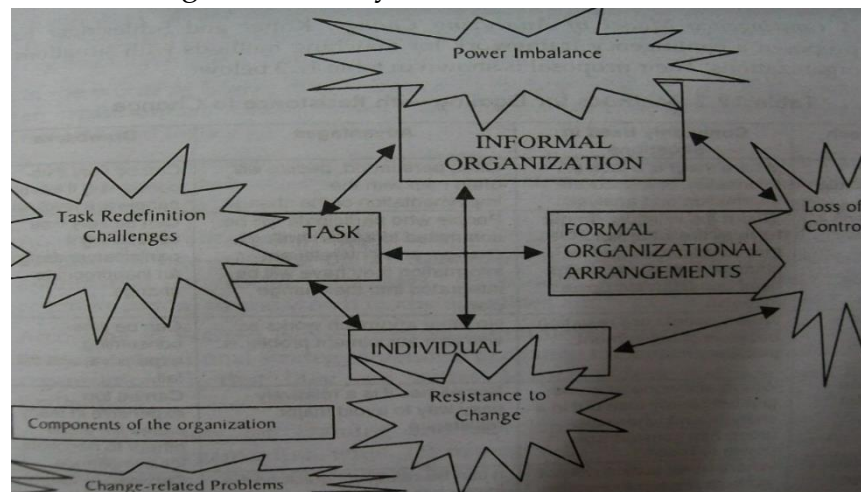 Power Imbalance
INFORMAL
ORGANIZATION
Task Redefinition
Challenges
TASK
FORMAL
ORGANIZATIONAL
ARRANGEMENTS
Loss of
Contro
INDIVIDUAL
Resistance to
Change
Components of the organization
Change-related Problems